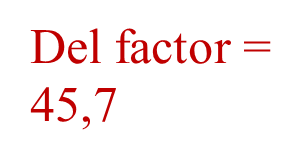 Del factor =
45,7